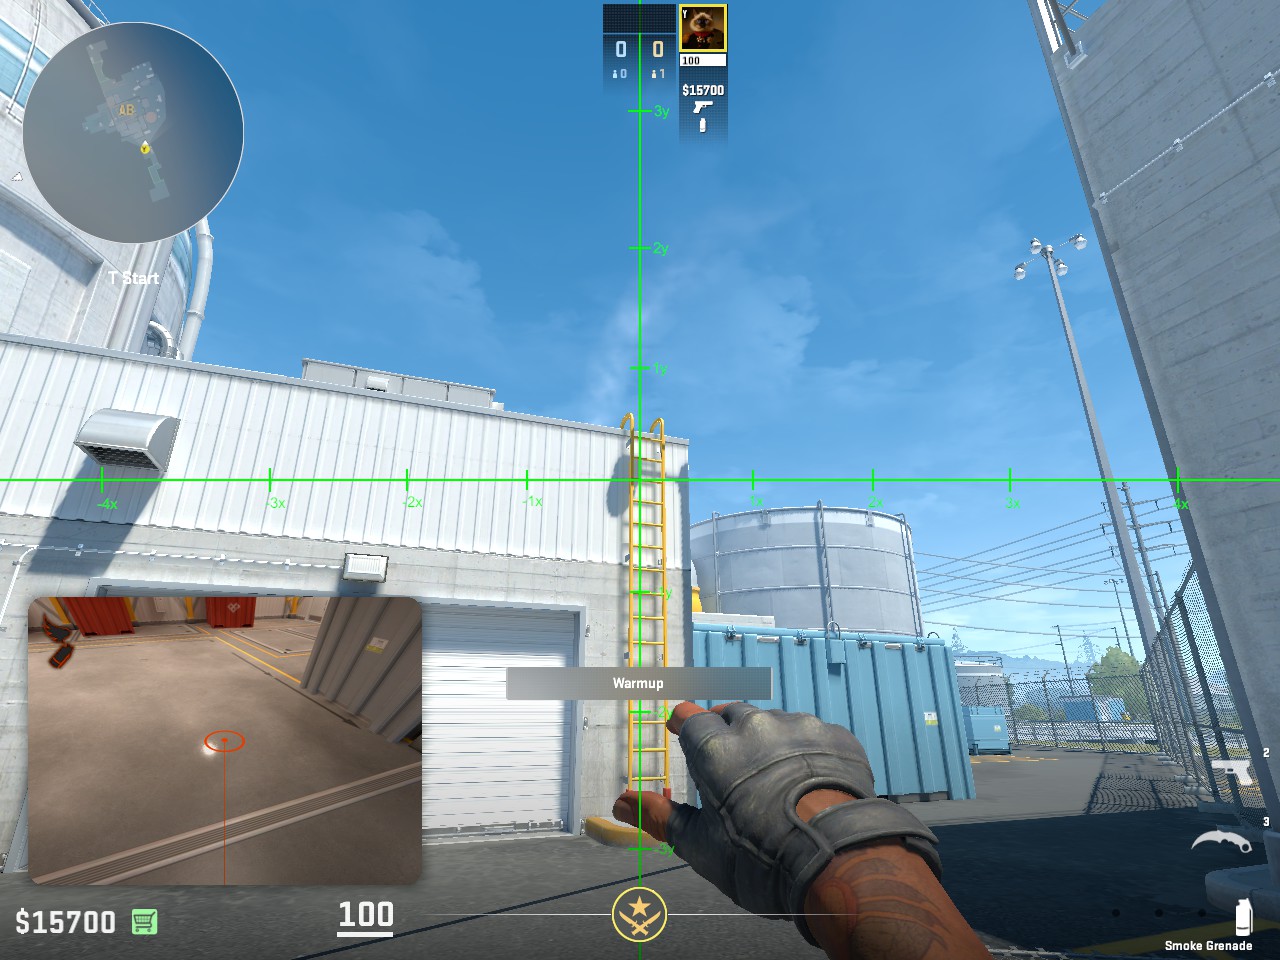 0 0
0 1
Y
100
$15700
AB
Y
T Start
3y
2y
1y
-4x
-3x
-2x
-1x
1x
2x
3x
4x
Warmup
2
3
$15700
100
Smoke Grenade